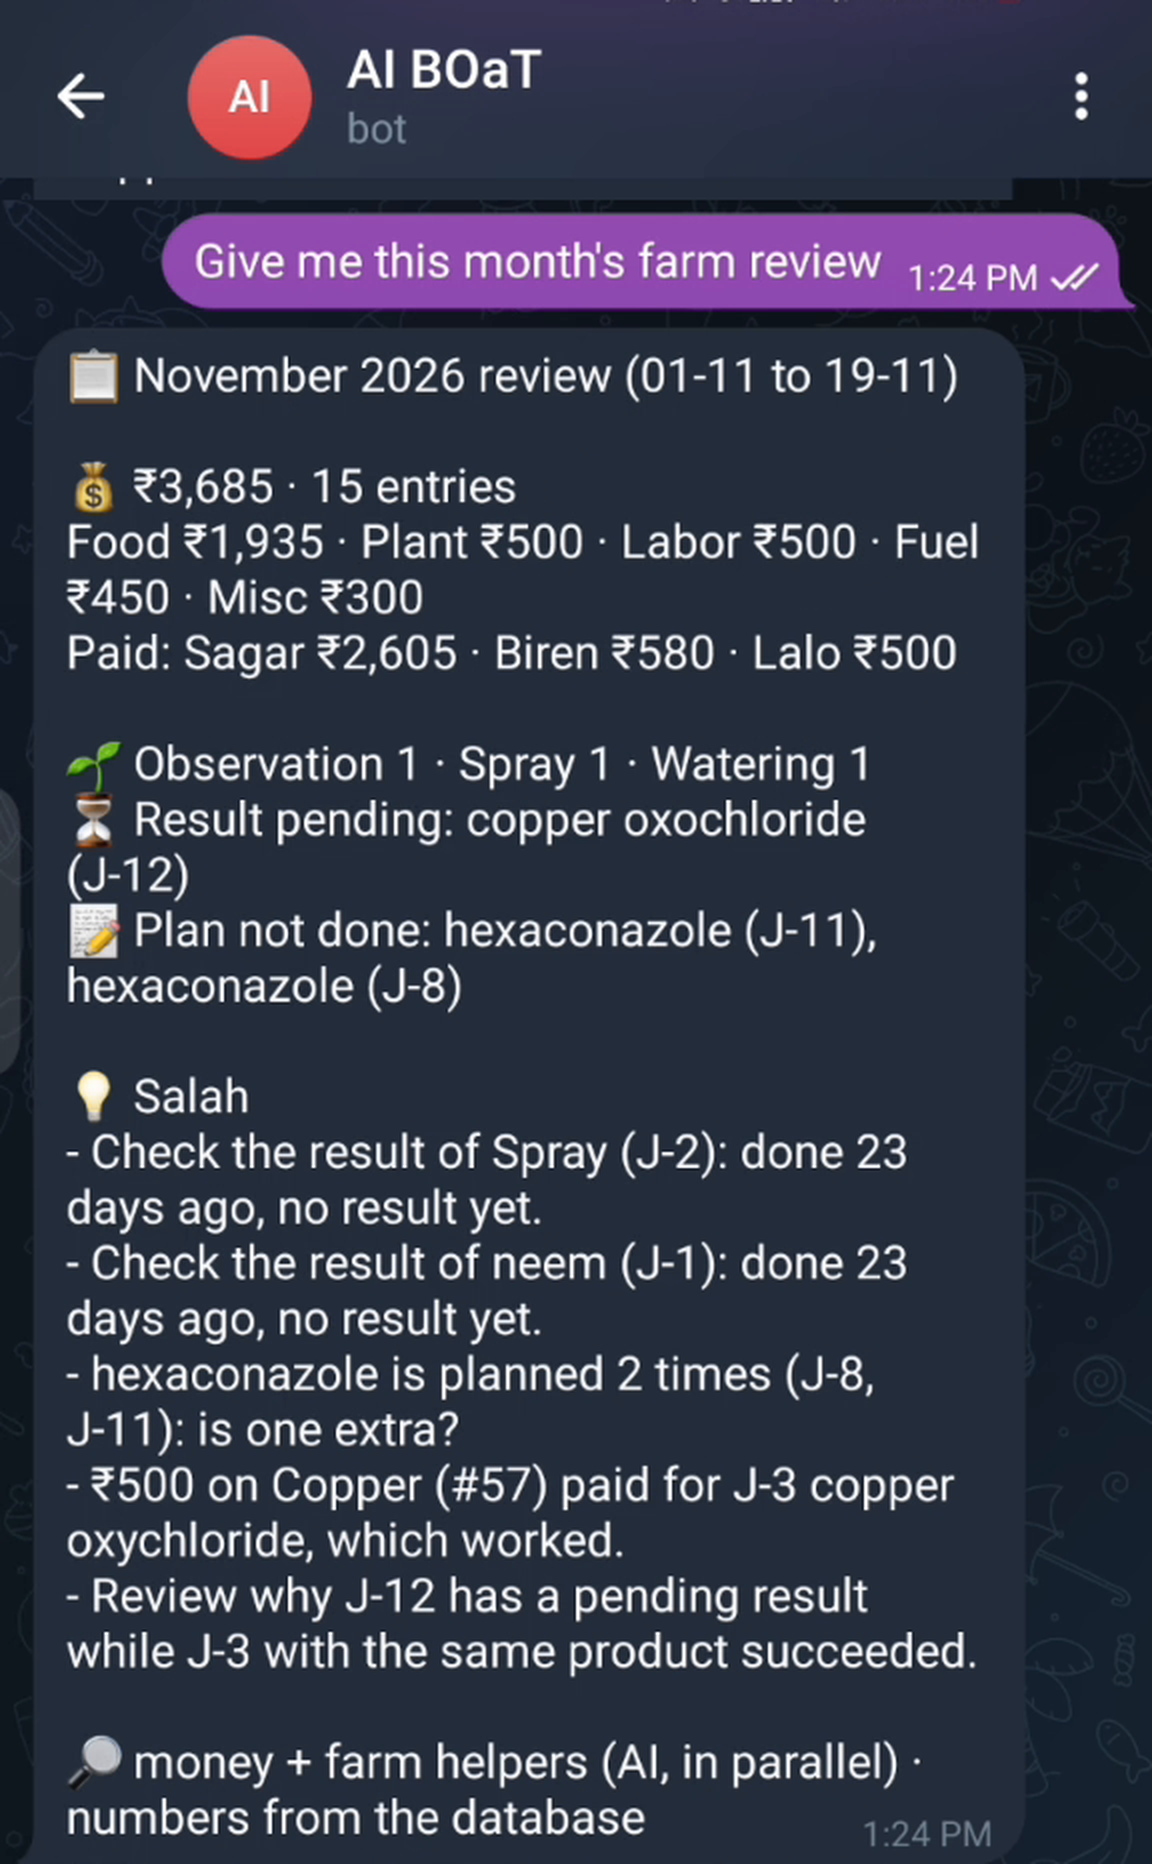 AI
AI BOaT
bot
Give me this month's farm review 1:24 PM
November 2026 review (01-11 to 19-11)
₹3,685 · 15 entries
Food ₹1,935 · Plant ₹500 · Labor ₹500 · Fuel
₹450 · Misc ₹300
Paid: Sagar ₹2,605 · Biren ₹580 · Lalo ₹500
Observation 1 · Spray 1 · Watering 1
Result pending: copper oxochloride
(J-12)
Plan not done: hexaconazole (J-11),
hexaconazole (J-8)
Salah
- Check the result of Spray (J-2): done 23
days ago, no result yet.
- Check the result of neem (J-1): done 23
days ago, no result yet.
- hexaconazole is planned 2 times (J-8,
J-11): is one extra?
- ₹500 on Copper (#57) paid for J-3 copper
oxychloride, which worked.
- Review why J-12 has a pending result
while J-3 with the same product succeeded.
money + farm helpers (AI, in parallel) ·
numbers from the database
1:24 PM